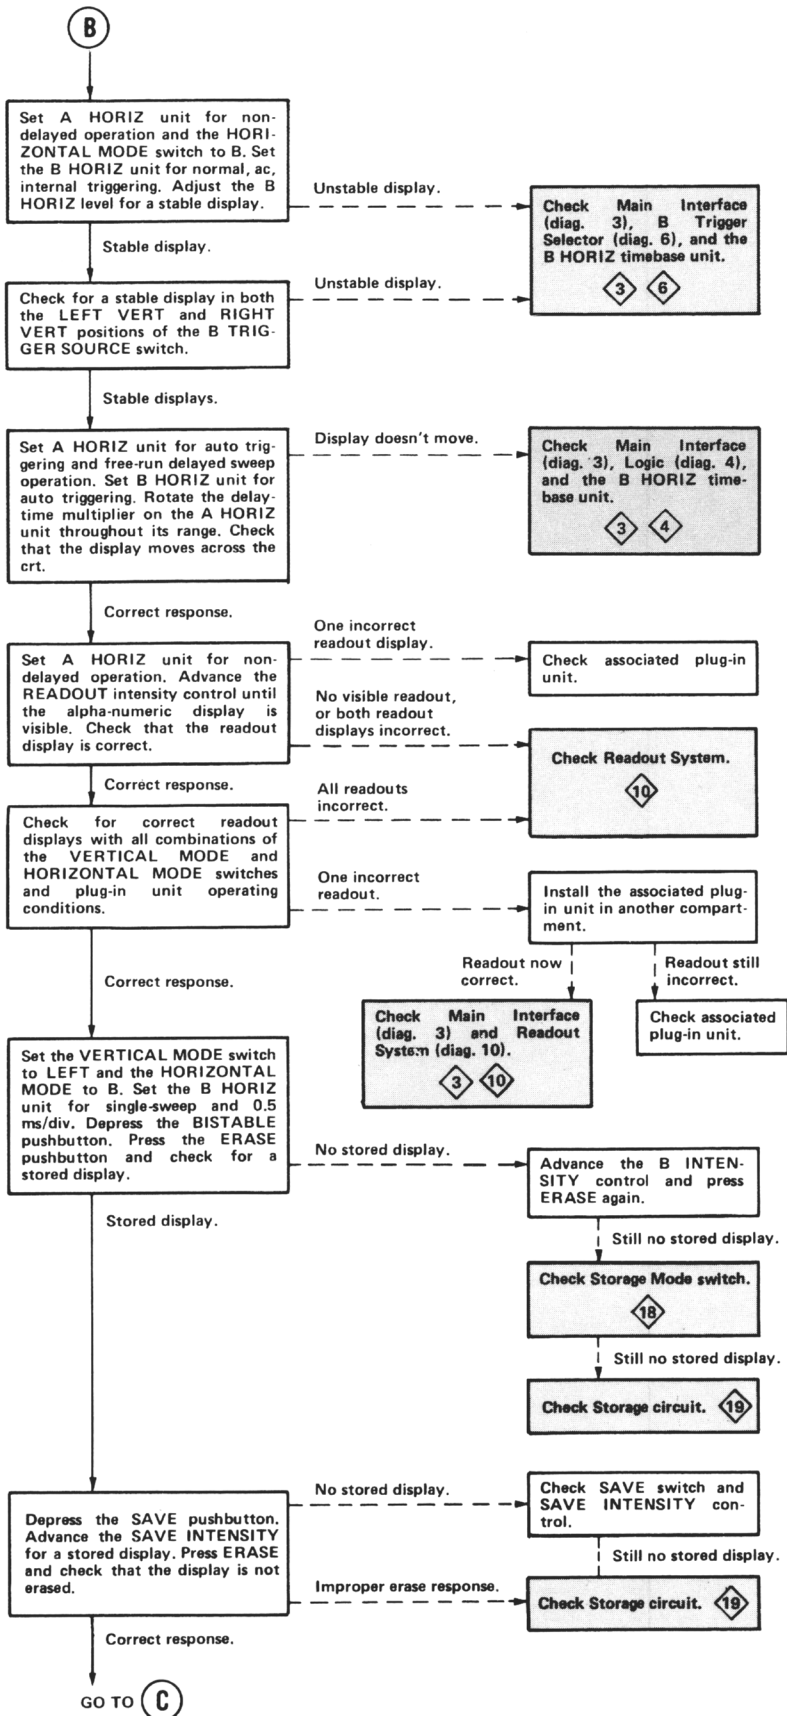 B
Set A HORIZ unit for non-
delayed operation and the HORI-
ZONTAL MODE switch to B. Set
the B HORIZ unit for normal, ac,
internal triggering. Adjust the B
HORIZ level for a stable display.
Unstable display.
Check Main Interface
(diag. 3), B Trigger
Selector (diag. 6), and the
B HORIZ timebase unit.
3 6
Stable display.
Check for a stable display in both
the LEFT VERT and RIGHT
VERT positions of the B TRIG-
GER SOURCE switch.
Unstable display.
Stable displays.
Set A HORIZ unit for auto trig-
gering and free-run delayed sweep
operation. Set B HORIZ unit for
auto triggering. Rotate the delay-
time multiplier on the A HORIZ
unit throughout its range. Check
that the display moves across the
crt.
Display doesn't move.
Check Main Interface
(diag. 3), Logic (diag. 4),
and the B HORIZ time-
base unit.
3 4
Correct response.
Set A HORIZ unit for non-
delayed operation. Advance the
READOUT intensity control until
the alpha-numeric display is
visible. Check that the readout
display is correct.
One incorrect
readout display.
Check associated plug-in
unit.
No visible readout,
or both readout
displays incorrect.
Check Readout System.
10
Correct response.
Check for correct readout
displays with all combinations of
the VERTICAL MODE and
HORIZONTAL MODE switches
and plug-in unit operating
conditions.
All readouts
incorrect.
One incorrect
readout.
Install the associated plug-
in unit in another compart-
ment.
Readout now
correct.
Readout still
incorrect.
Check Main Interface
(diag. 3) and Readout
System (diag. 10).
3 10
Check associated
plug-in unit.
Correct response.
Set the VERTICAL MODE switch
to LEFT and the HORIZONTAL
MODE to B. Set the B HORIZ
unit for single-sweep and 0.5
ms/div. Depress the BISTABLE
pushbutton. Press the ERASE
pushbutton and check for a
stored display.
No stored display.
Advance the B INTEN-
SITY control and press
ERASE again.
Still no stored display.
Check Storage Mode switch.
18
Still no stored display.
Check Storage circuit. 19
Stored display.
Depress the SAVE pushbutton.
Advance the SAVE INTENSITY
for a stored display. Press ERASE
and check that the display is not
erased.
No stored display.
Check SAVE switch and
SAVE INTENSITY con-
trol.
Still no stored display.
Improper erase response.
Check Storage circuit. 19
Correct response.
GO TO C